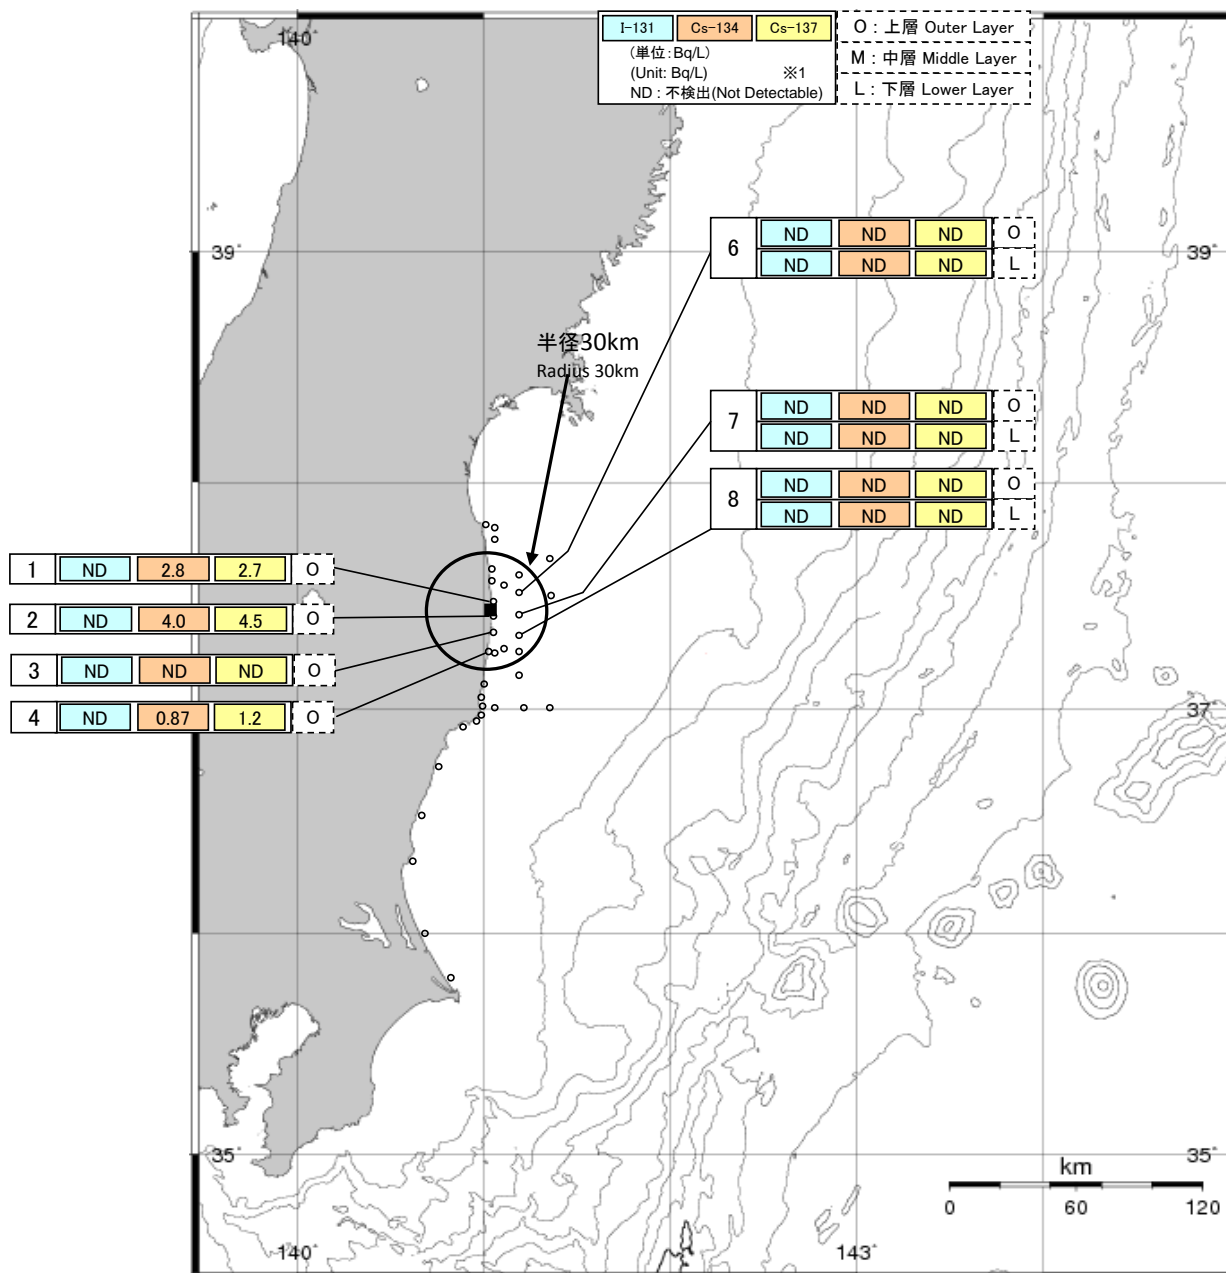 140°
I-131 Cs-134 Cs-137
(単位:Bq/L)
(Unit: Bq/L) ※1
ND : 不検出(Not Detectable)
O : 上層 Outer Layer
M : 中層 Middle Layer
L : 下層 Lower Layer
39°
39°
6 ND ND ND O
ND ND ND L
半径30km
Radius 30km
7 ND ND ND O
ND ND ND L
8 ND ND ND O
ND ND ND L
1 ND 2.8 2.7 O
2 ND 4.0 4.5 O
3 ND ND ND O
4 ND 0.87 1.2 O
37°
35°
35°
km
0 60 120
140°
143°